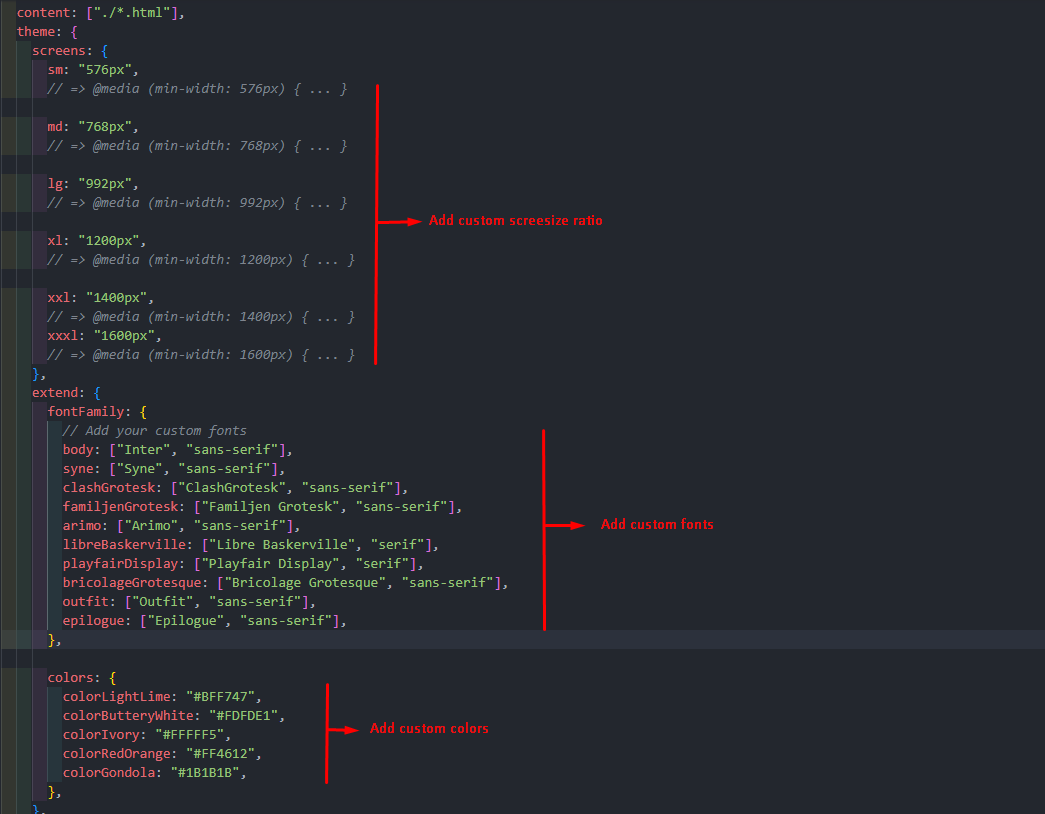 content: ["./*.html"],
theme: {
screens: {
sm: "576px",
// => @media (min-width: 576px) { ... }
md: "768px",
// => @media (min-width: 768px) { ... }
lg: "992px",
// => @media (min-width: 992px) { ... }
Add custom screesize ratio
xl: "1200px",
// => @media (min-width: 1200px) { ... }
xxl: "1400px",
// => @media (min-width: 1400px) { ... }
xxxl: "1600px",
// => @media (min-width: 1600px) { ... }
},
extend: {
fontFamily: {
// Add your custom fonts
body: ["Inter", "sans-serif"],
syne: ["Syne", "sans-serif"],
clashGrotesk: ["ClashGrotesk", "sans-serif"],
familjenGrotesk: ["Familjen Grotesk", "sans-serif"],
arimo: ["Arimo", "sans-serif"],
Add custom fonts
libreBaskerville: ["Libre Baskerville", "serif"],
playfairDisplay: ["Playfair Display", "serif"],
bricolageGrotesque: ["Bricolage Grotesque", "sans-serif"],
outfit: ["Outfit", "sans-serif"],
epilogue: ["Epilogue", "sans-serif"],
},
colors: {
colorLightLime: "#BFF747",
colorButteryWhite: "#FDFDE1",
colorIvory: "#FFFFF5",
Add custom colors
colorRedOrange: "#FF4612",
colorGondola: "#1B1B1B",
},
},